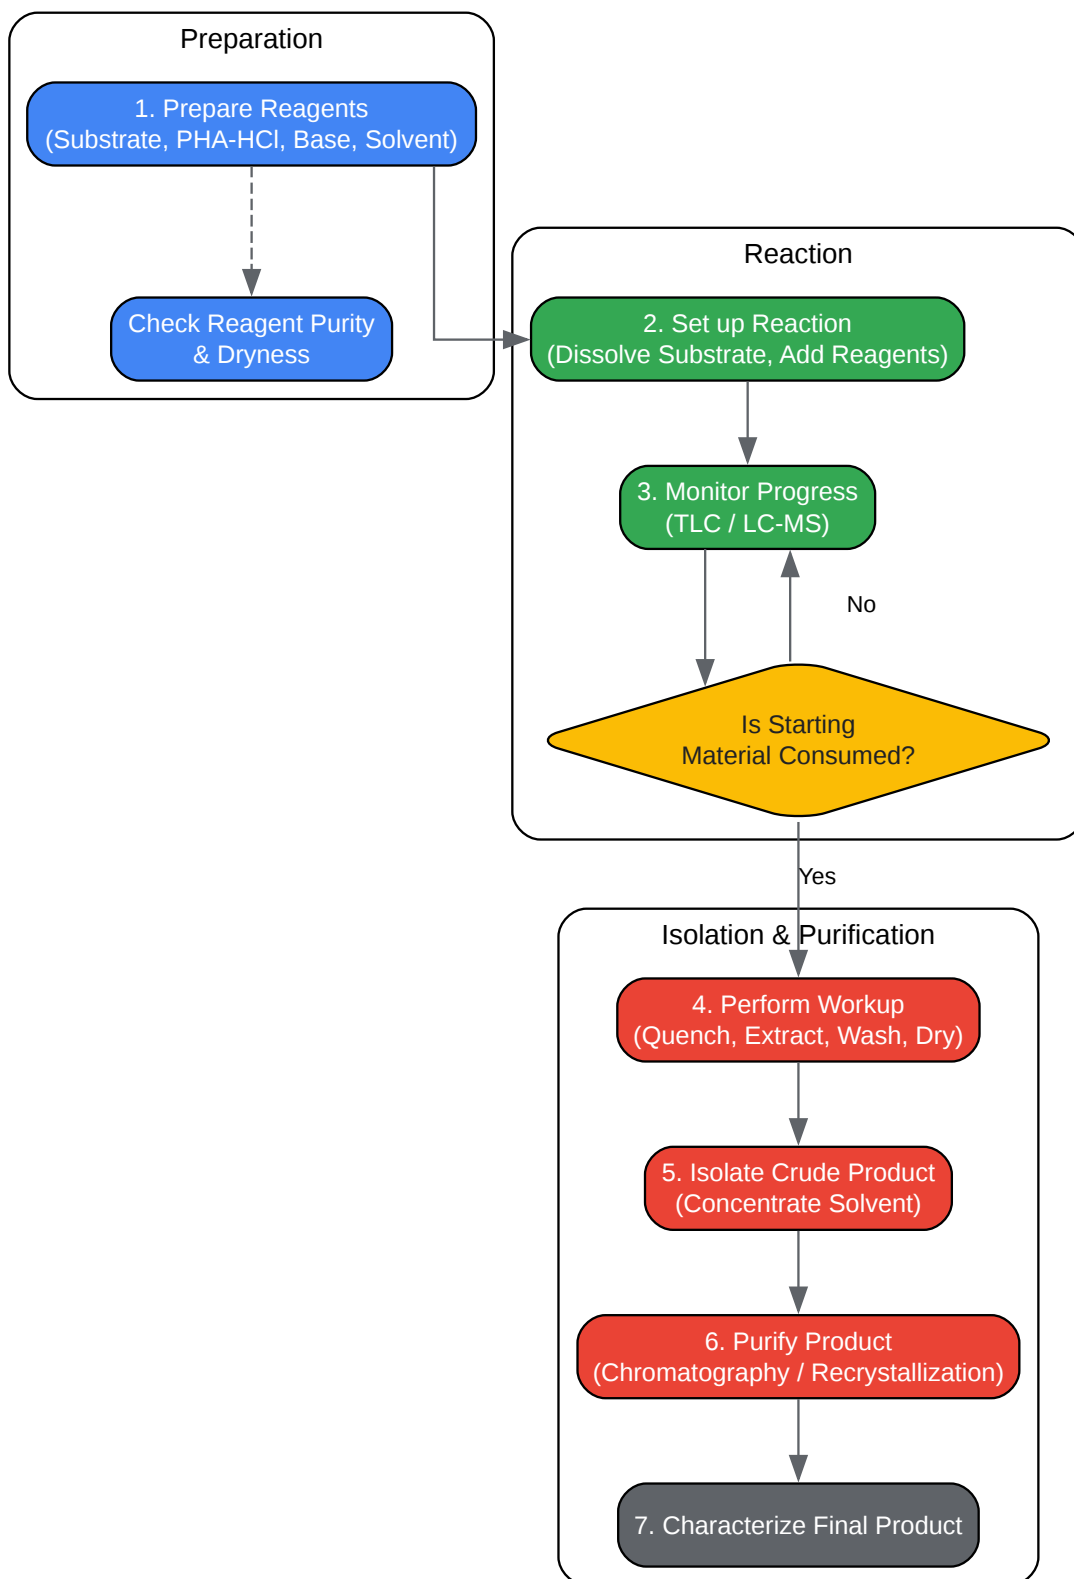 Preparation
1. Prepare Reagents
(Substrate, PHA-HCl, Base, Solvent)
Check Reagent Purity
& Dryness
Reaction
2. Set up Reaction
(Dissolve Substrate, Add Reagents)
3. Monitor Progress
(TLC / LC-MS)
No
Is Starting
Material Consumed?
Yes
Isolation & Purification
4. Perform Workup
(Quench, Extract, Wash, Dry)
5. Isolate Crude Product
(Concentrate Solvent)
6. Purify Product
(Chromatography / Recrystallization)
7. Characterize Final Product